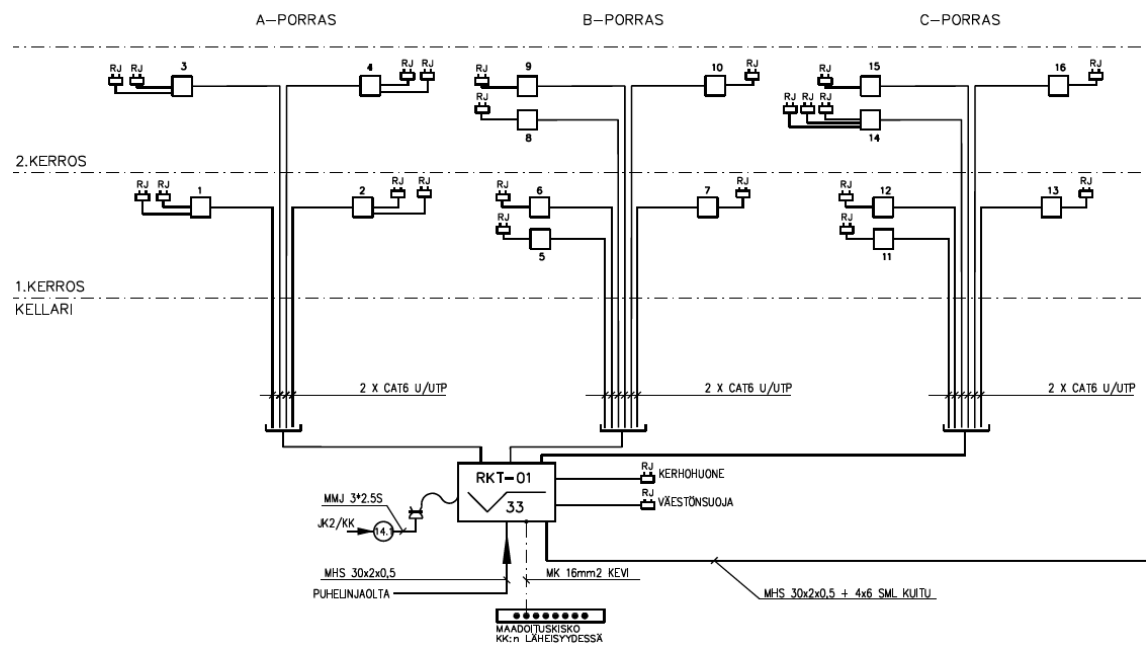 A-PORRAS
B-PORRAS
C-PORRAS
RJ RJ 3
4 RJ RJ
RJ 9
10 RJ
RJ 15
16 RJ
RJ 8
RJ RJ RJ 14
2.KERROS
RJ RJ 1
2 RJ RJ
RJ 6
7 RJ
RJ 12
13 RJ
RJ 5
RJ 11
1.KERROS
KELLARI
2 X CAT6 U/UTP
2 X CAT6 U/UTP
2 X CAT6 U/UTP
RKT-01
33
RJ KERHOHUONE
RJ VÄESTÖNSUOJA
MMJ 3*2.5S
JK2/KK
14.1
MHS 30x2x0,5
MK 16mm2 KEVI
MHS 30x2x0,5 + 4x6 SML KUITU
PUHELINJAOLTA
MAADOITUSKISKO
KK:n LÄHEISYYDESSÄ